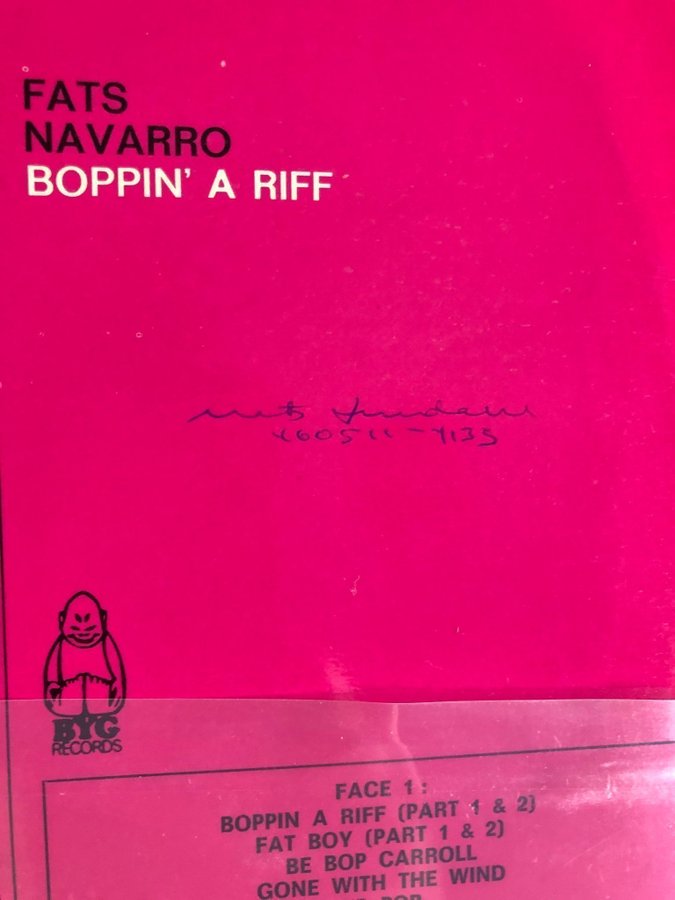 FATS
NAVARRO
BOPPIN' A RIFF
BYG
RECORDS
FACE 1 :
BOPPIN A RIFF (PART 1 & 2)
FAT BOY (PART 1 & 2)
BE BOP CARROLL
GONE WITH THE WIND